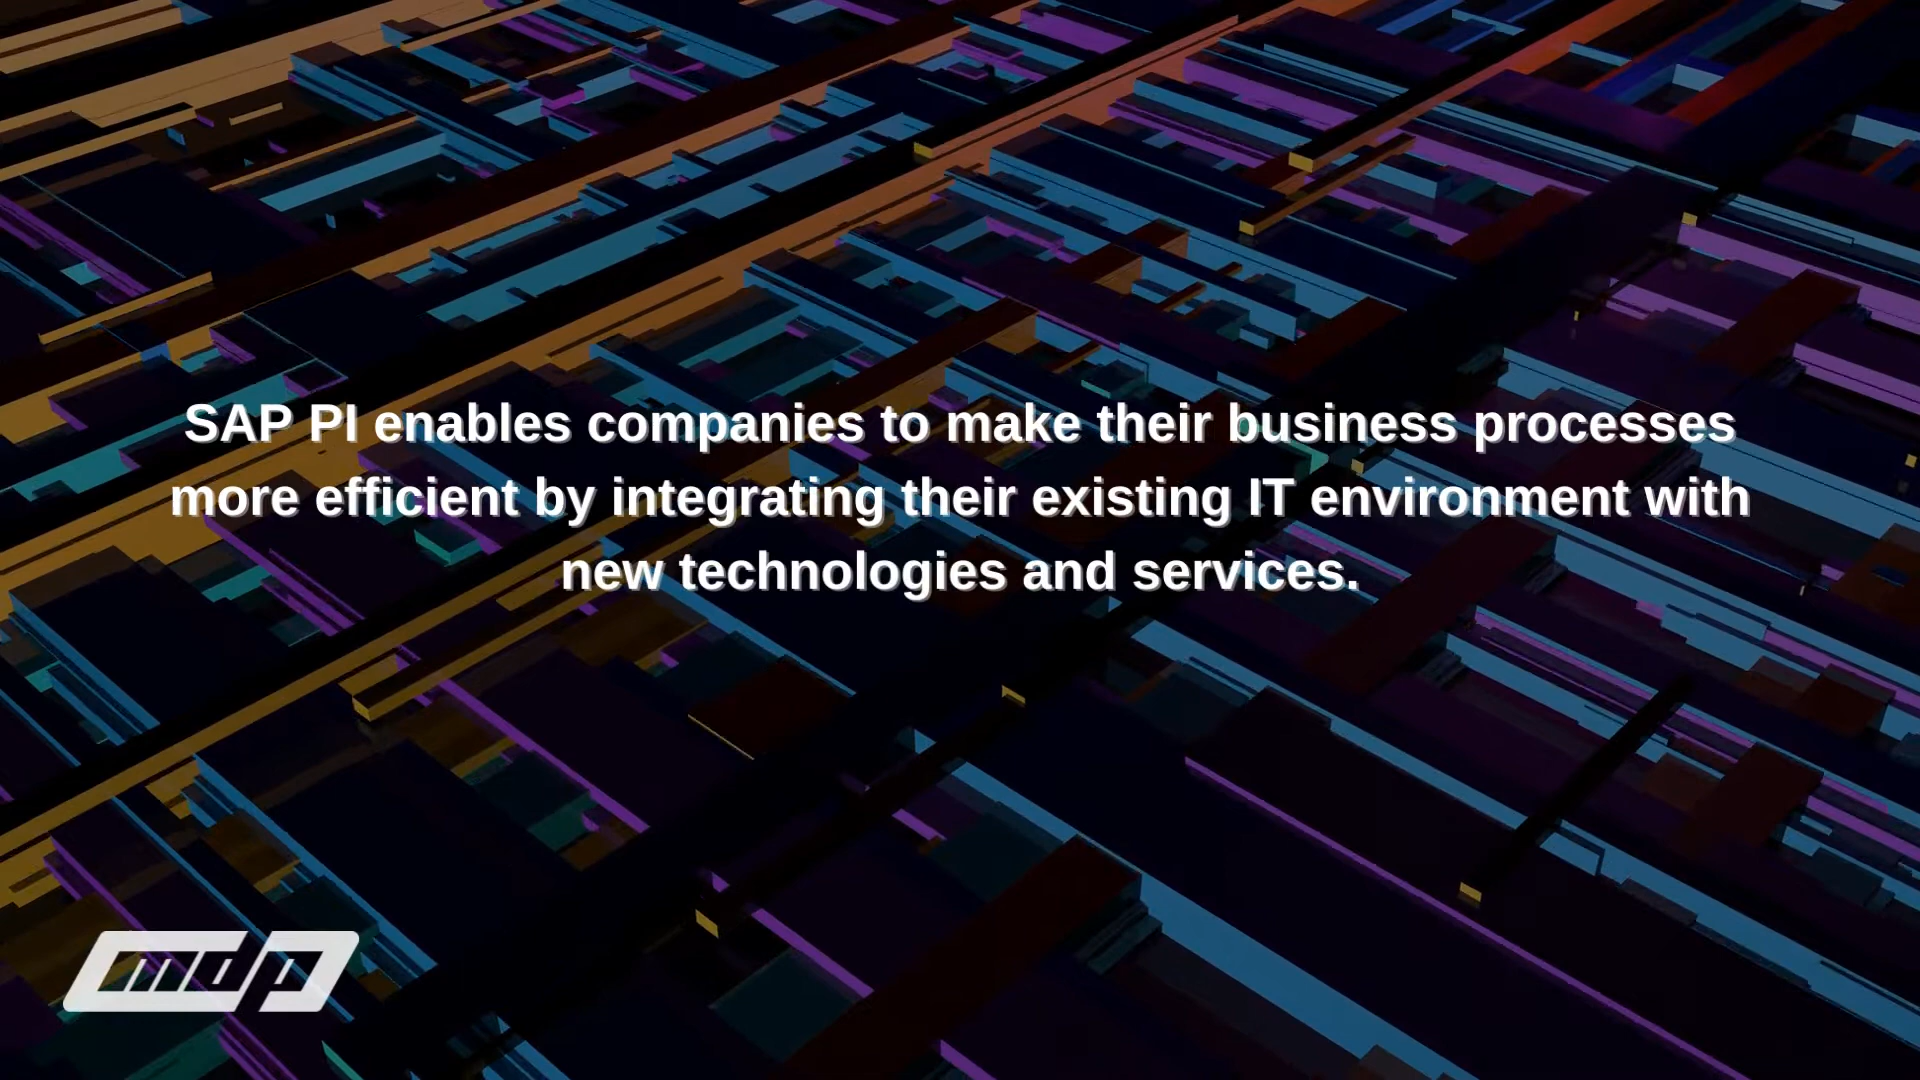 SAP PI enables companies to make their business processes
more efficient by integrating their existing IT environment with
new technologies and services.
mdp